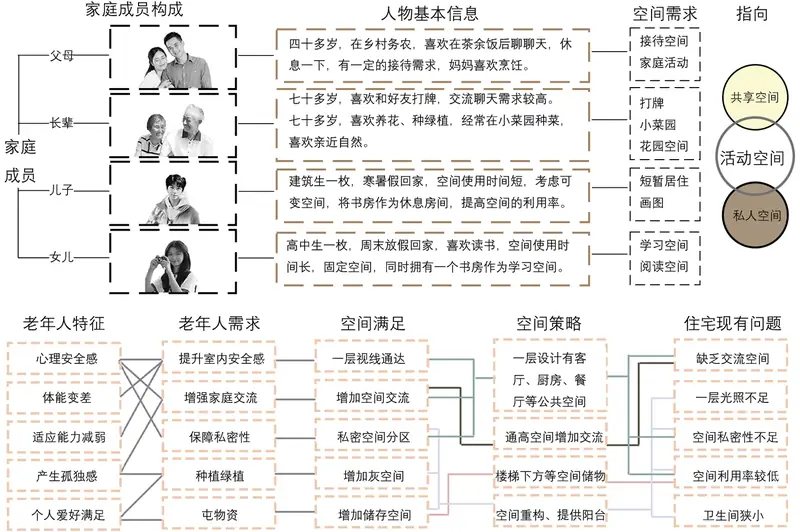 家庭成员构成
人物基本信息
空间需求
指向
家庭
成员
父母
四十多岁，在乡村务农，喜欢在茶余饭后聊聊天，休
息一下，有一定的接待需求，妈妈喜欢烹饪。
接待空间
家庭活动
长辈
七十多岁，喜欢和好友打牌，交流聊天需求较高。
七十多岁，喜欢养花、种绿植，经常在小菜园种菜，
喜欢亲近自然。
打牌
小菜园
花园空间
儿子
建筑生一枚，寒暑假回家，空间使用时间短，考虑可
变空间，将书房作为休息房间，提高空间的利用率。
短暂居住
画图
女儿
高中生一枚，周末放假回家，喜欢读书，空间使用时
间长，固定空间，同时拥有一个书房作为学习空间。
学习空间
阅读空间
共享空间
活动空间
私人空间
老年人特征
心理安全感
体能变差
适应能力减弱
产生孤独感
个人爱好满足
老年人需求
提升室内安全感
增强家庭交流
保障私密性
种植绿植
屯物资
空间满足
一层视线通达
增加空间交流
私密空间分区
增加灰空间
增加储存空间
空间策略
一层设计有客
厅、厨房、餐
厅等公共空间
通高空间增加交流
楼梯下方等空间储物
空间重构、提供阳台
住宅现有问题
缺乏交流空间
一层光照不足
空间私密性不足
空间利用率较低
卫生间狭小